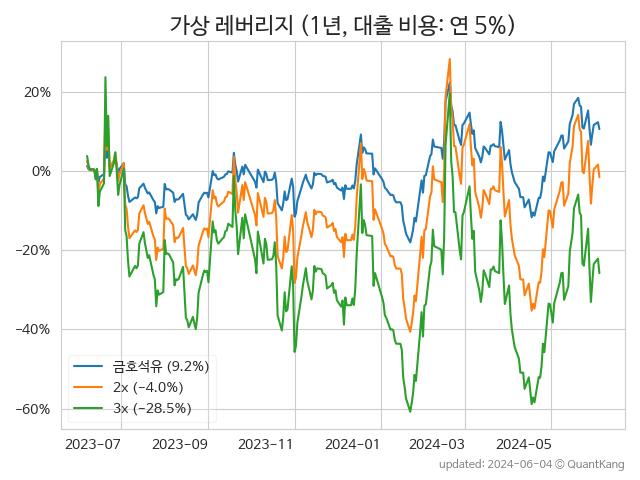 가상 레버리지 (1년, 대출 비용: 연 5%)
20%
0%
−20%
−40%
−60%
금호석유 (9.2%)
2x (−4.0%)
3x (−28.5%)
2023-07 2023-09 2023-11 2024-01 2024-03 2024-05
updated: 2024-06-04 © QuantKang